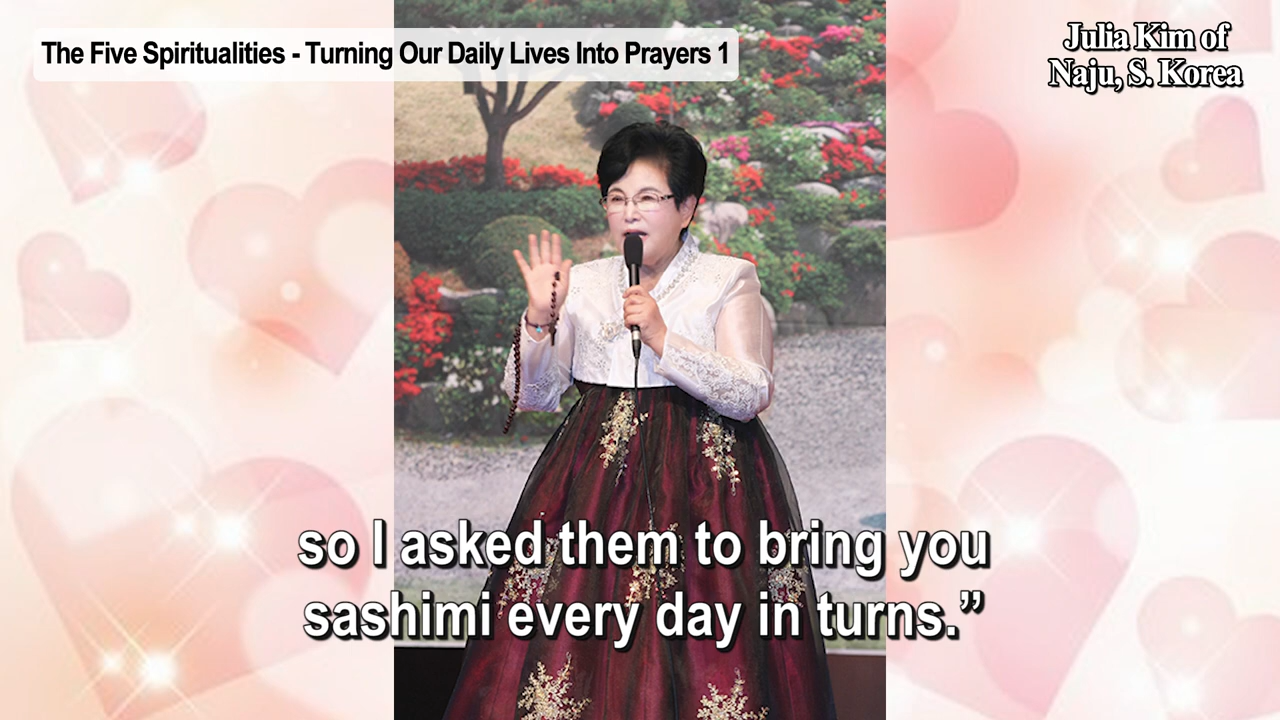 The Five Spiritualities - Turning Our Daily Lives Into Prayers 1
Julia Kim of
Naju, S. Korea
so I asked them to bring you
sashimi every day in turns.”